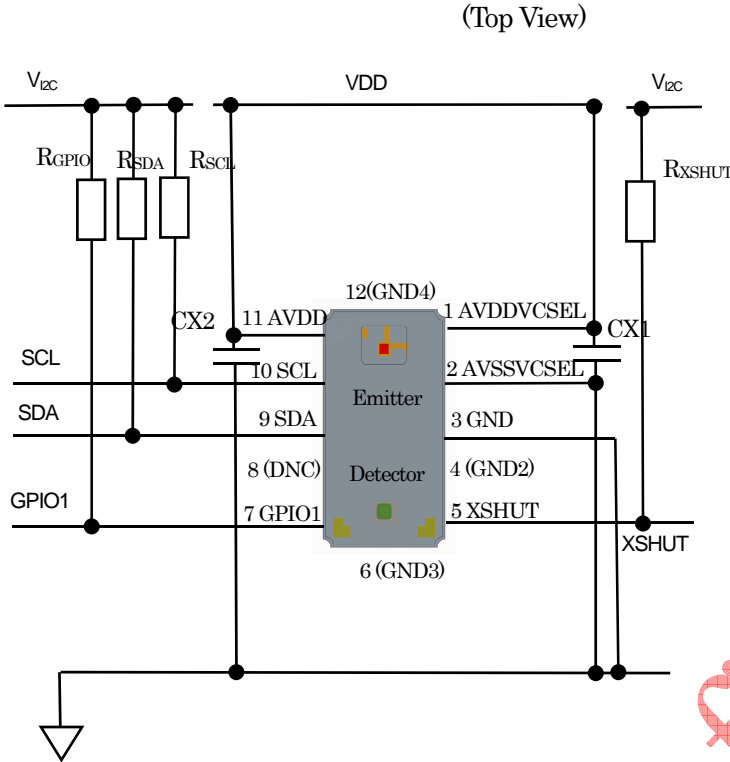 (Top View)
VI2C
VDD
VI2C
RGPIO
RSDA
RSCL
RXSHUT
12(GND4)
CX2
11 AVDD
1 AVDDVCSEL
CX1
SCL
10 SCL
2 AVSSVCSEL
Emitter
SDA
9 SDA
3 GND
8 (DNC)
Detector
4 (GND2)
GPIO1
7 GPIO1
5 XSHUT
XSHUT
6 (GND3)